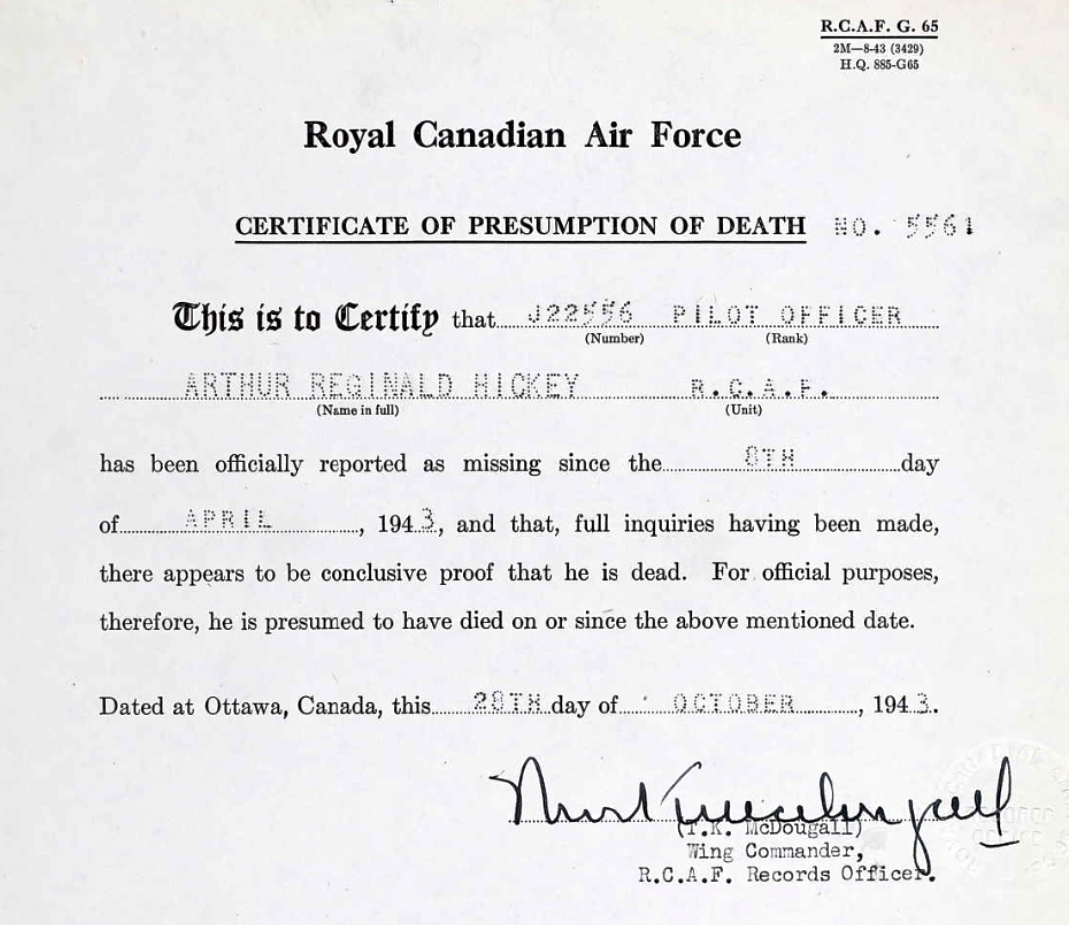 R.C.A.F. G. 65
2M—8-43 (3429)
H.Q. 885-G65
Royal Canadian Air Force
CERTIFICATE OF PRESUMPTION OF DEATH NO. 5561
This is to Certify that J22556 PILOT OFFICER
(Number) (Rank)
ARTHUR REGINALD HICKEY R.C.A.F.
(Name in full) (Unit)
has been officially reported as missing since the 8TH day
of APRIL, 1943, and that, full inquiries having been made,
there appears to be conclusive proof that he is dead. For official purposes,
therefore, he is presumed to have died on or since the above mentioned date.
Dated at Ottawa, Canada, this 28TH day of OCTOBER, 1943.
(T.K. McDougall)
Wing Commander,
R.C.A.F. Records Officer.